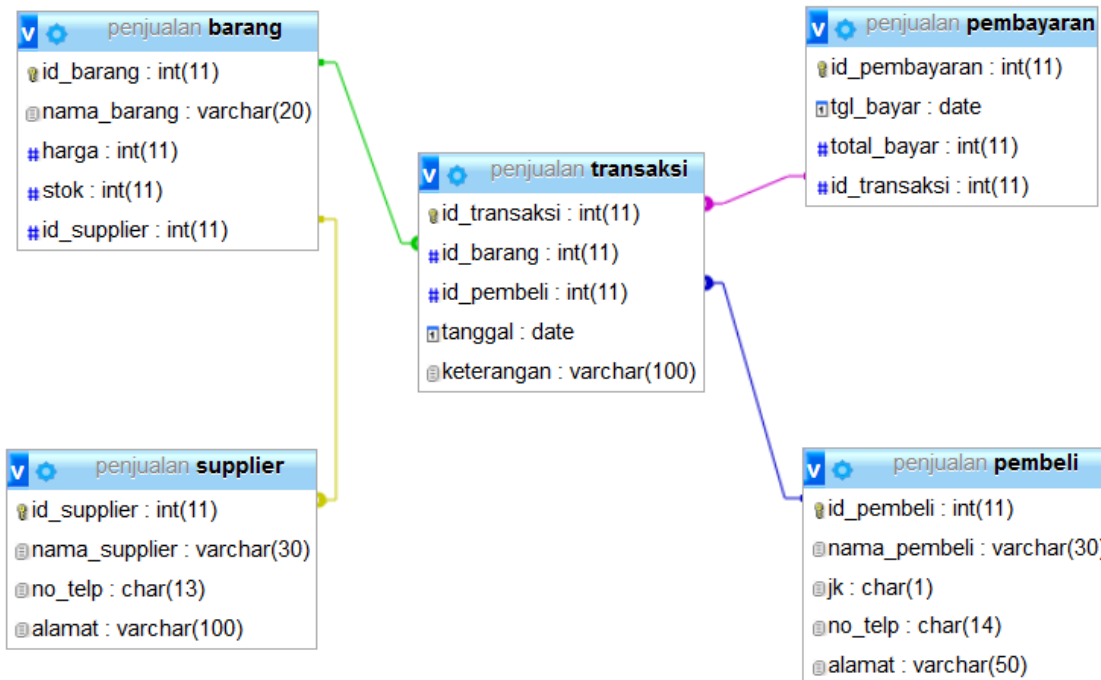 penjualan barang
id_barang : int(11)
nama_barang : varchar(20)
harga : int(11)
stok : int(11)
id_supplier : int(11)
penjualan pembayaran
id_pembayaran : int(11)
tgl_bayar : date
total_bayar : int(11)
id_transaksi : int(11)
penjualan transaksi
id_transaksi : int(11)
id_barang : int(11)
id_pembeli : int(11)
tanggal : date
keterangan : varchar(100)
penjualan supplier
id_supplier : int(11)
nama_supplier : varchar(30)
no_telp : char(13)
alamat : varchar(100)
penjualan pembeli
id_pembeli : int(11)
nama_pembeli : varchar(30)
jk : char(1)
no_telp : char(14)
alamat : varchar(50)